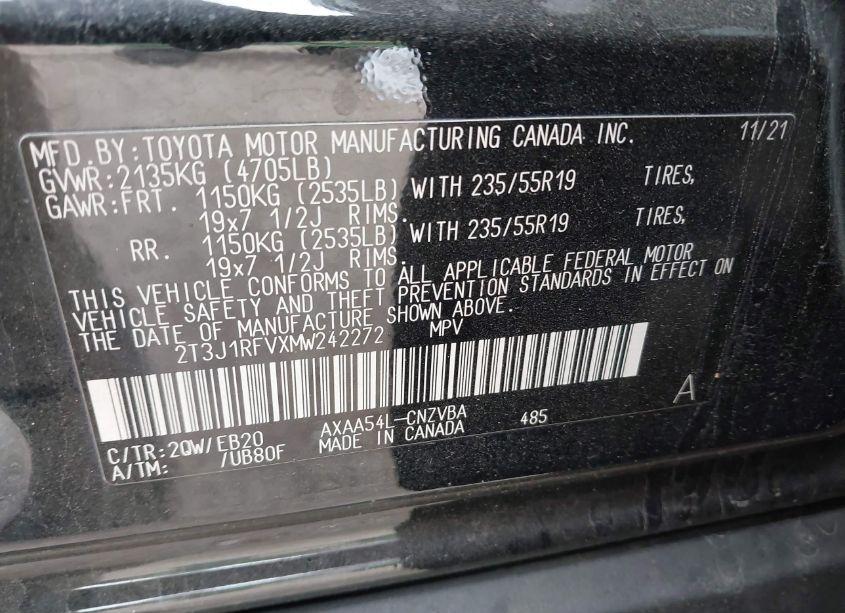 MFD.BY:TOYOTA MOTOR MANUFACTURING CANADA INC. 11/21
GVWR:2135KG (4705LB)
GAWR:FRT. 1150KG (2535LB) WITH 235/55R19 TIRES,
19x7 1/2J RIMS.
RR. 1150KG (2535LB) WITH 235/55R19 TIRES,
19x7 1/2J RIMS.
THIS VEHICLE CONFORMS TO ALL APPLICABLE FEDERAL MOTOR
VEHICLE SAFETY AND THEFT PREVENTION STANDARDS IN EFFECT ON
THE DATE OF MANUFACTURE SHOWN ABOVE.
2T3J1RFVXMW242272 MPV
A
C/TR:2QW/EB20 AXAA54L-CNZVBA 485
A/TM: /UB80F MADE IN CANADA